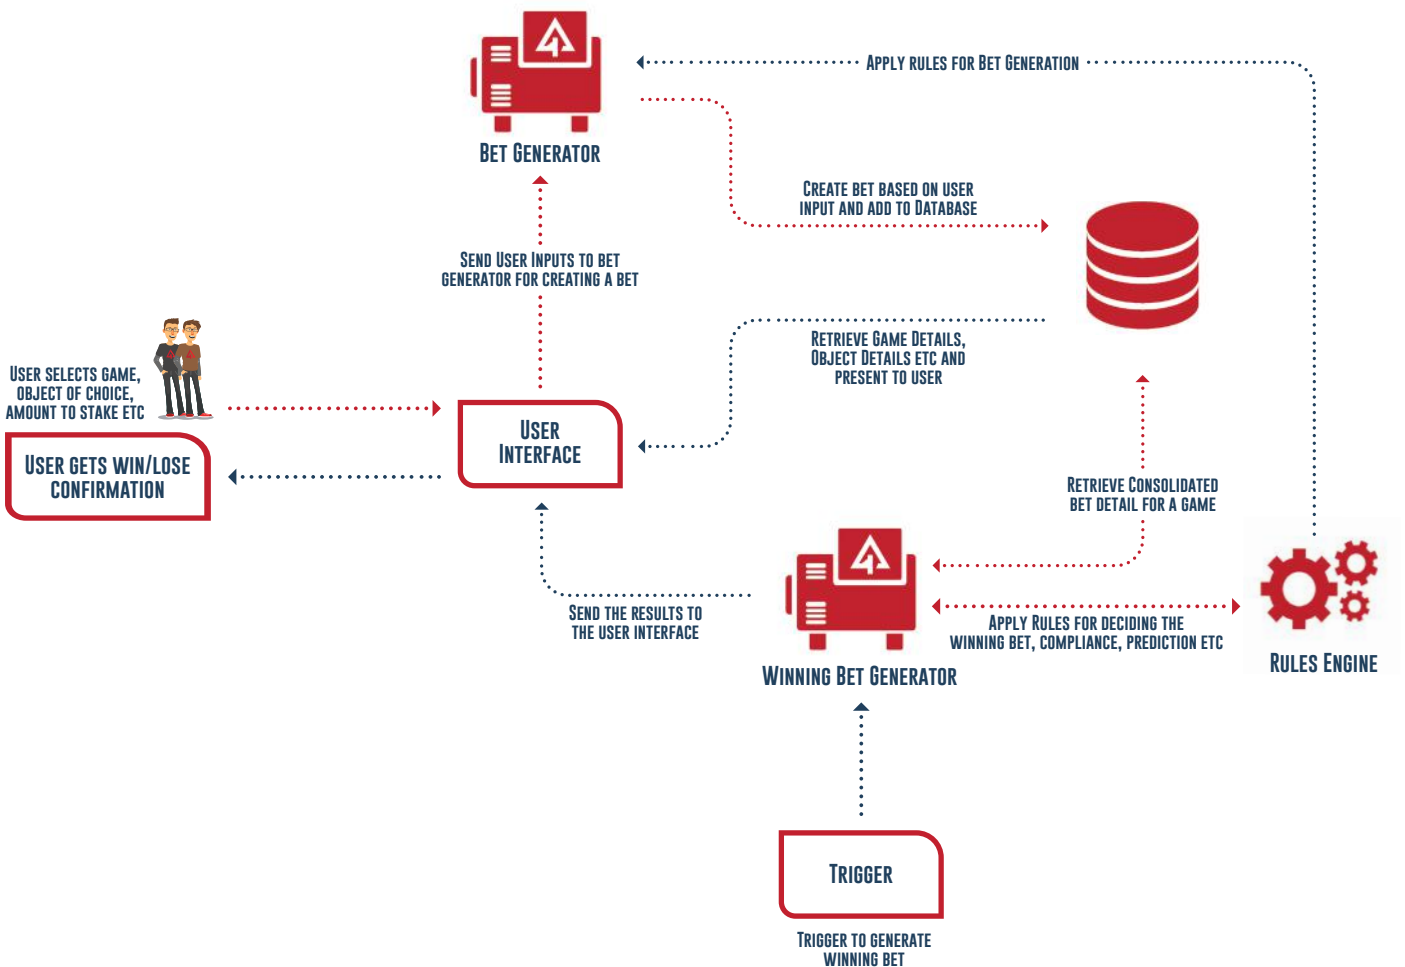 Apply rules for Bet Generation
Bet Generator
Create bet based on user
input and add to Database
Send User Inputs to bet
generator for creating a bet
Retrieve Game Details,
Object Details etc and
present to user
User selects game,
object of choice,
amount to stake etc
User
Interface
User gets win/lose
confirmation
Retrieve Consolidated
bet detail for a game
Send the results to
the user interface
Apply Rules for deciding the
winning bet, compliance, prediction etc
Rules Engine
Winning Bet Generator
Trigger
Trigger to generate
winning bet